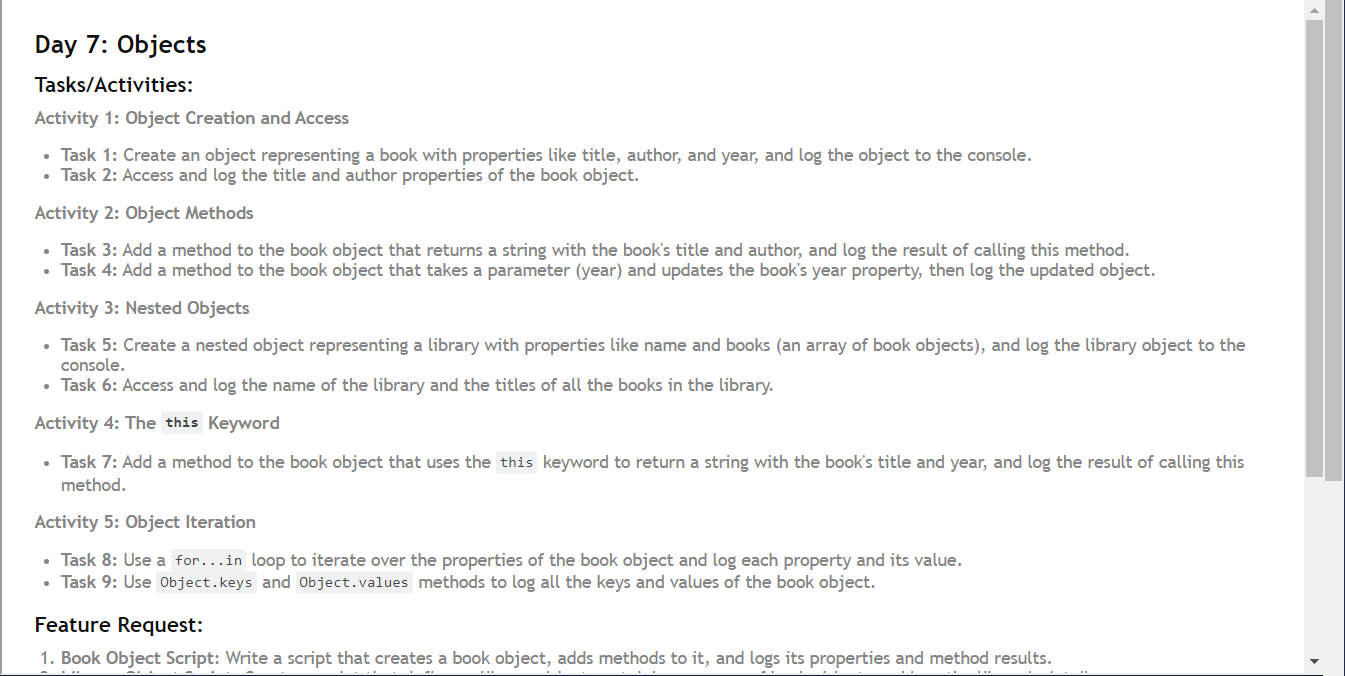 Day 7: Objects
Tasks/Activities:
Activity 1: Object Creation and Access
• Task 1: Create an object representing a book with properties like title, author, and year, and log the object to the console.
• Task 2: Access and log the title and author properties of the book object.
Activity 2: Object Methods
• Task 3: Add a method to the book object that returns a string with the book's title and author, and log the result of calling this method.
• Task 4: Add a method to the book object that takes a parameter (year) and updates the book's year property, then log the updated object.
Activity 3: Nested Objects
• Task 5: Create a nested object representing a library with properties like name and books (an array of book objects), and log the library object to the
console.
• Task 6: Access and log the name of the library and the titles of all the books in the library.
Activity 4: The this Keyword
• Task 7: Add a method to the book object that uses the this keyword to return a string with the book's title and year, and log the result of calling this
method.
Activity 5: Object Iteration
• Task 8: Use a for...in loop to iterate over the properties of the book object and log each property and its value.
• Task 9: Use Object.keys and Object.values methods to log all the keys and values of the book object.
Feature Request:
1. Book Object Script: Write a script that creates a book object, adds methods to it, and logs its properties and method results.